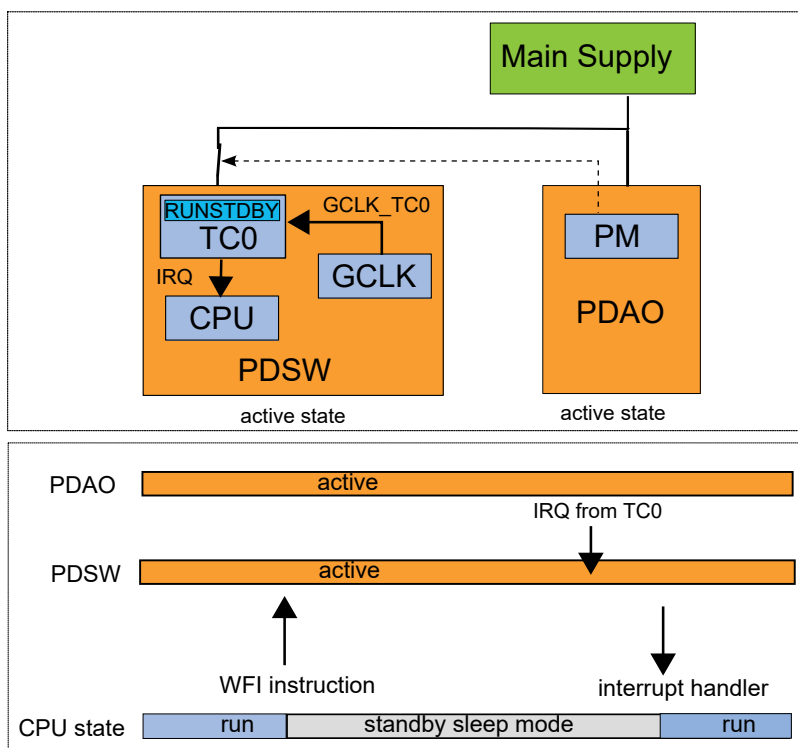 Main Supply
RUNSTDBY
TC0
GCLK_TC0
IRQ
GCLK
CPU
PDSW
PM
PDAO
active state
active state
PDAO
active
IRQ from TC0
PDSW
active
WFI instruction
interrupt handler
CPU state
run
standby sleep mode
run